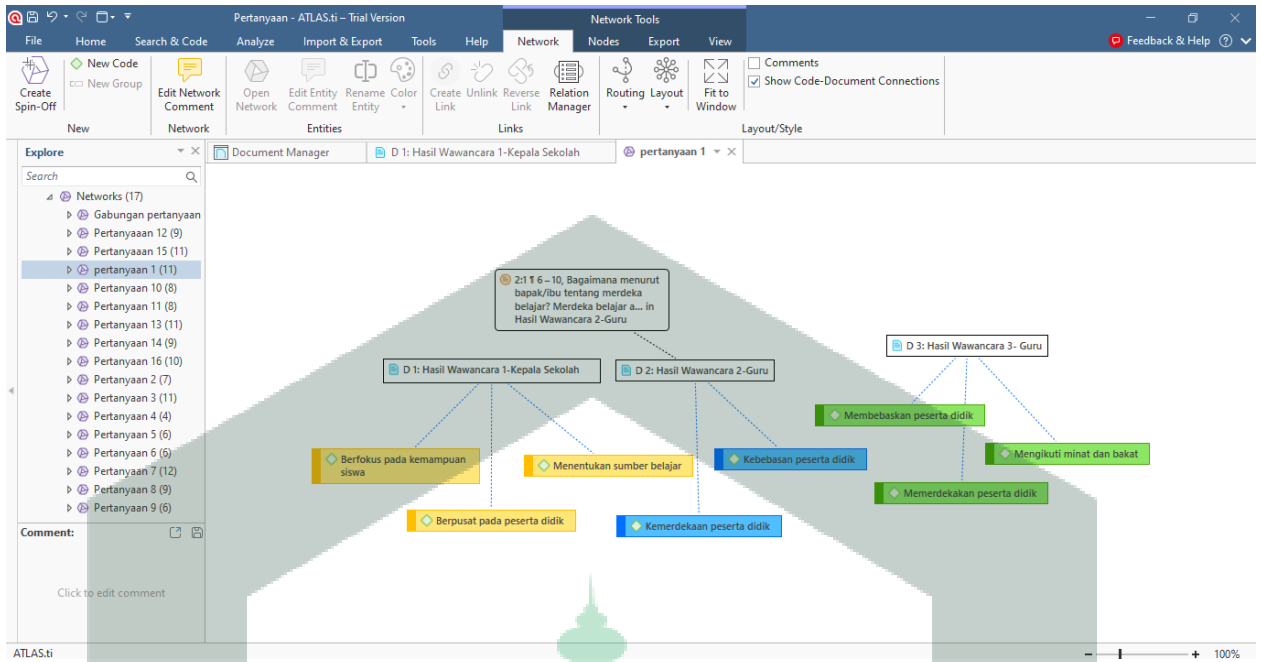 Pertanyaan - ATLAS.ti – Trial Version
Network Tools
File Home Search & Code Analyze Import & Export Tools Help Network Nodes Export View
Feedback & Help
Create Spin-Off
New Code
New Group
New
Edit Network Comment
Network
Open Network
Edit Entity Comment
Rename Entity
Color
Entities
Create Link
Unlink
Reverse Link
Relation Manager
Links
Routing
Layout
Fit to Window
Comments
Show Code-Document Connections
Layout/Style
Explore
Document Manager
D 1: Hasil Wawancara 1-Kepala Sekolah
pertanyaan 1
Search
Networks (17)
Gabungan pertanyaan
Pertanyaaan 12 (9)
Pertanyaaan 15 (11)
pertanyaan 1 (11)
Pertanyaan 10 (8)
Pertanyaan 11 (8)
Pertanyaan 13 (11)
Pertanyaan 14 (9)
Pertanyaan 16 (10)
Pertanyaan 2 (7)
Pertanyaan 3 (11)
Pertanyaan 4 (4)
Pertanyaan 5 (6)
Pertanyaan 6 (6)
Pertanyaan 7 (12)
Pertanyaan 8 (9)
Pertanyaan 9 (6)
Comment:
Click to edit comment
2:1 ¶ 6 – 10, Bagaimana menurut
bapak/ibu tentang merdeka
belajar? Merdeka belajar a... in
Hasil Wawancara 2-Guru
D 1: Hasil Wawancara 1-Kepala Sekolah
D 2: Hasil Wawancara 2-Guru
D 3: Hasil Wawancara 3- Guru
Berfokus pada kemampuan
siswa
Menentukan sumber belajar
Berpusat pada peserta didik
Kebebasan peserta didik
Kemerdekaan peserta didik
Membebaskan peserta didik
Mengikuti minat dan bakat
Memerdekakan peserta didik
ATLAS.ti
100%